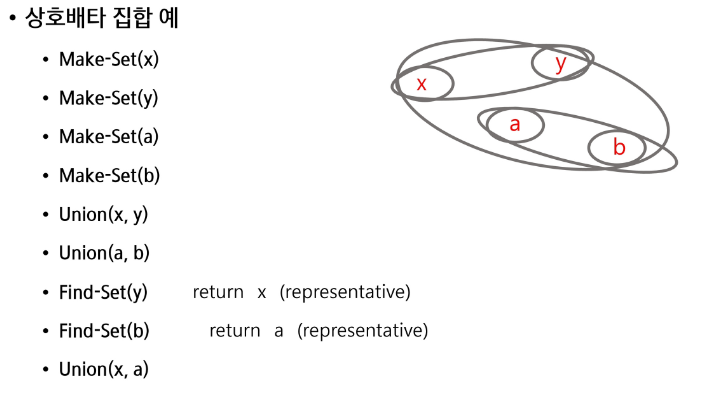 • 상호배타 집합 예
• Make-Set(x)
• Make-Set(y)
• Make-Set(a)
• Make-Set(b)
• Union(x, y)
• Union(a, b)
• Find-Set(y) return x (representative)
• Find-Set(b) return a (representative)
• Union(x, a)
x
y
a
b